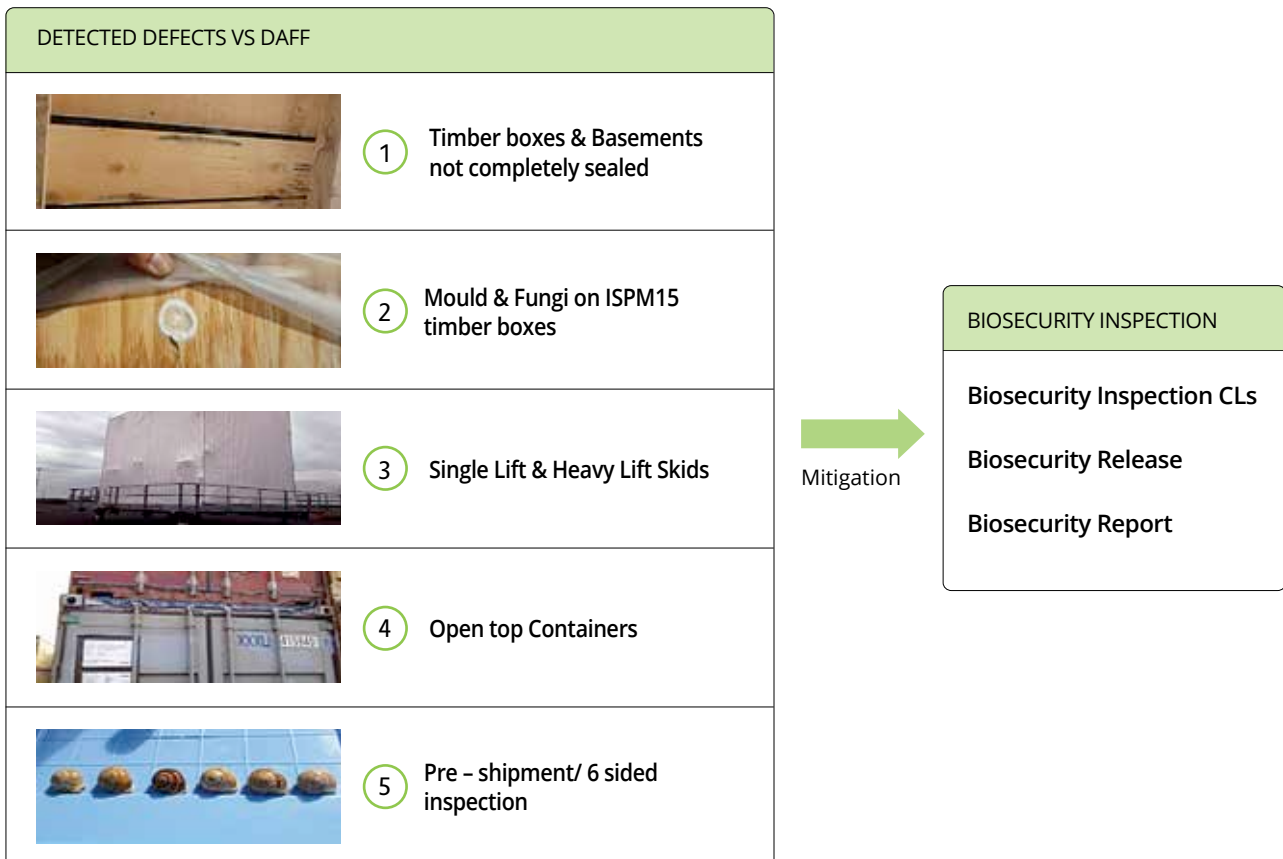 DETECTED DEFECTS VS DAFF
1
Timber boxes & Basements
not completely sealed
2
Mould & Fungi on ISPM15
timber boxes
3
Single Lift & Heavy Lift Skids
4
Open top Containers
5
Pre – shipment/ 6 sided
inspection
Mitigation
BIOSECURITY INSPECTION
Biosecurity Inspection CLs
Biosecurity Release
Biosecurity Report